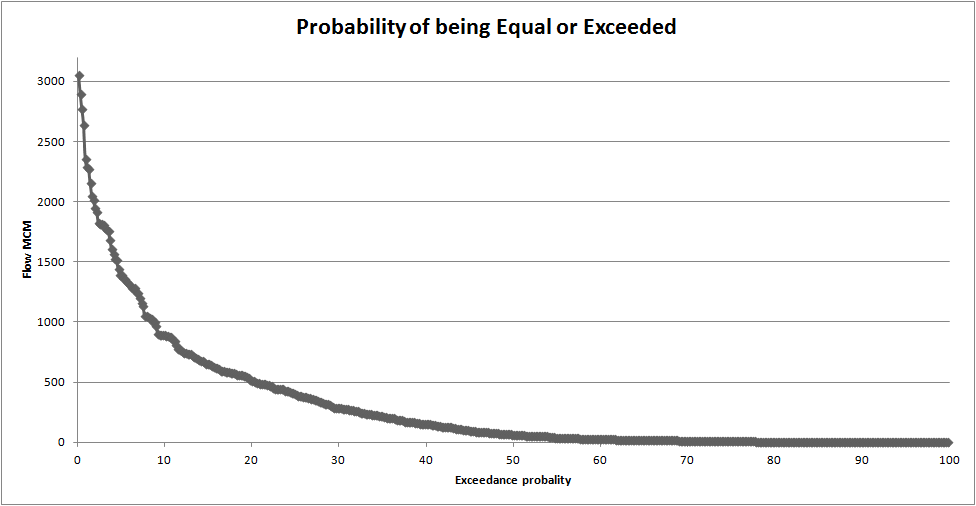 Probability of being Equal or Exceeded
3000
2500
2000
1500
1000
500
0
Flow MCM
0 10 20 30 40 50 60 70 80 90 100
Exceedance probality